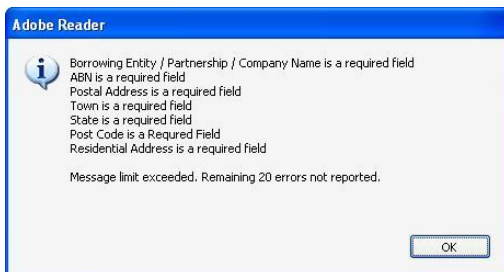 Adobe Reader
Borrowing Entity / Partnership / Company Name is a required field
ABN is a required field
Postal Address is a required field
Town is a required field
State is a required field
Post Code is a Requred Field
Residential Address is a required field
Message limit exceeded. Remaining 20 errors not reported.
OK